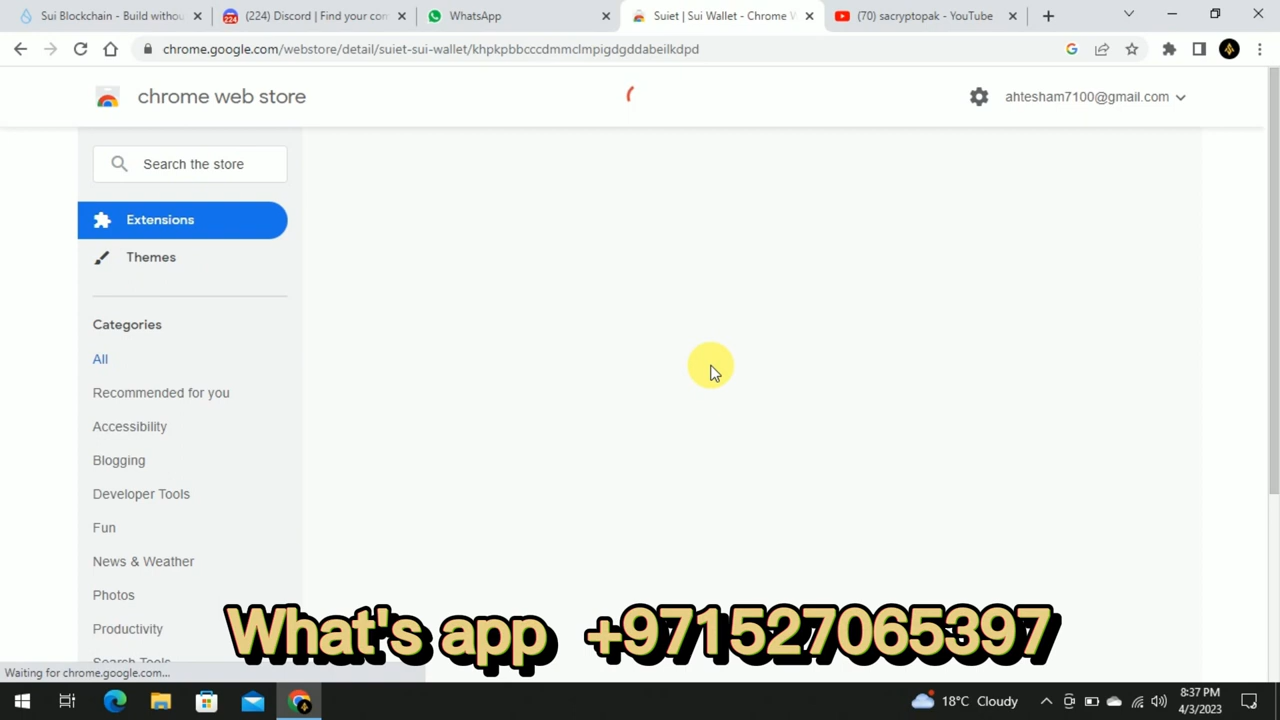 Sui Blockchain - Build withou
(224) Discord | Find your com
WhatsApp
Suiet | Sui Wallet - Chrome W
(70) sacryptopak - YouTube
chrome.google.com/webstore/detail/suiet-sui-wallet/khpkpbbcccdmmclmpigdgddabeilkdpd
chrome web store
ahtesham7100@gmail.com
Search the store
Extensions
Themes
Categories
All
Recommended for you
Accessibility
Blogging
Developer Tools
Fun
News & Weather
Photos
Productivity
Search Tools
What's app +971527065397
Waiting for chrome.google.com...
18°C Cloudy
8:37 PM
4/3/2023